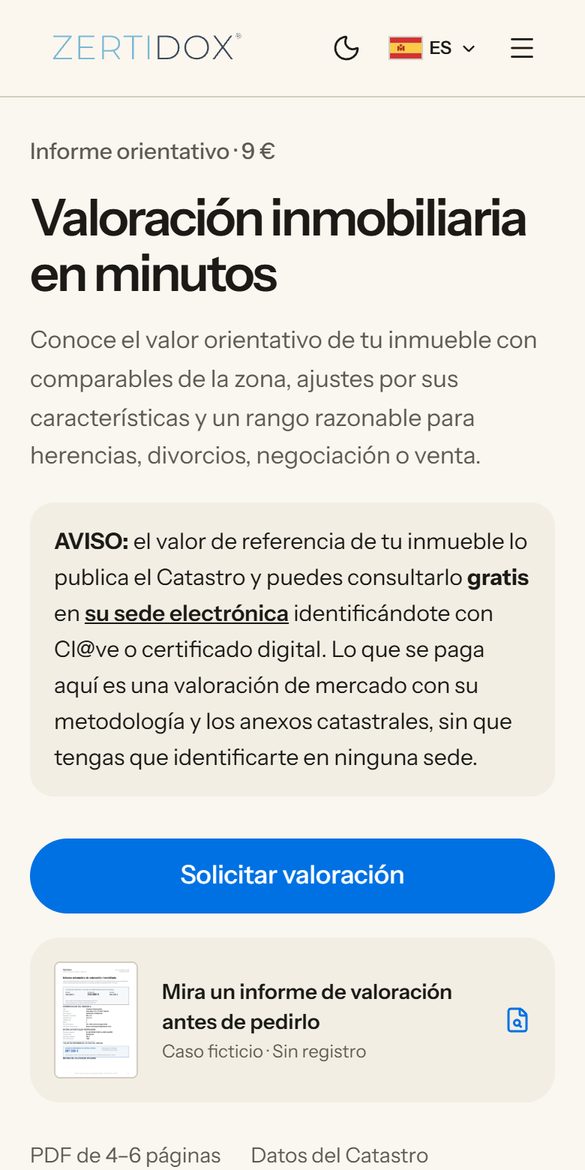 ZERTIDOX®
ES
Informe orientativo · 9 €
Valoración inmobiliaria
en minutos
Conoce el valor orientativo de tu inmueble con
comparables de la zona, ajustes por sus
características y un rango razonable para
herencias, divorcios, negociación o venta.
AVISO: el valor de referencia de tu inmueble lo
publica el Catastro y puedes consultarlo gratis
en su sede electrónica identificándote con
Cl@ve o certificado digital. Lo que se paga
aquí es una valoración de mercado con su
metodología y los anexos catastrales, sin que
tengas que identificarte en ninguna sede.
Solicitar valoración
Mira un informe de valoración
antes de pedirlo
Caso ficticio · Sin registro
PDF de 4–6 páginas
Datos del Catastro